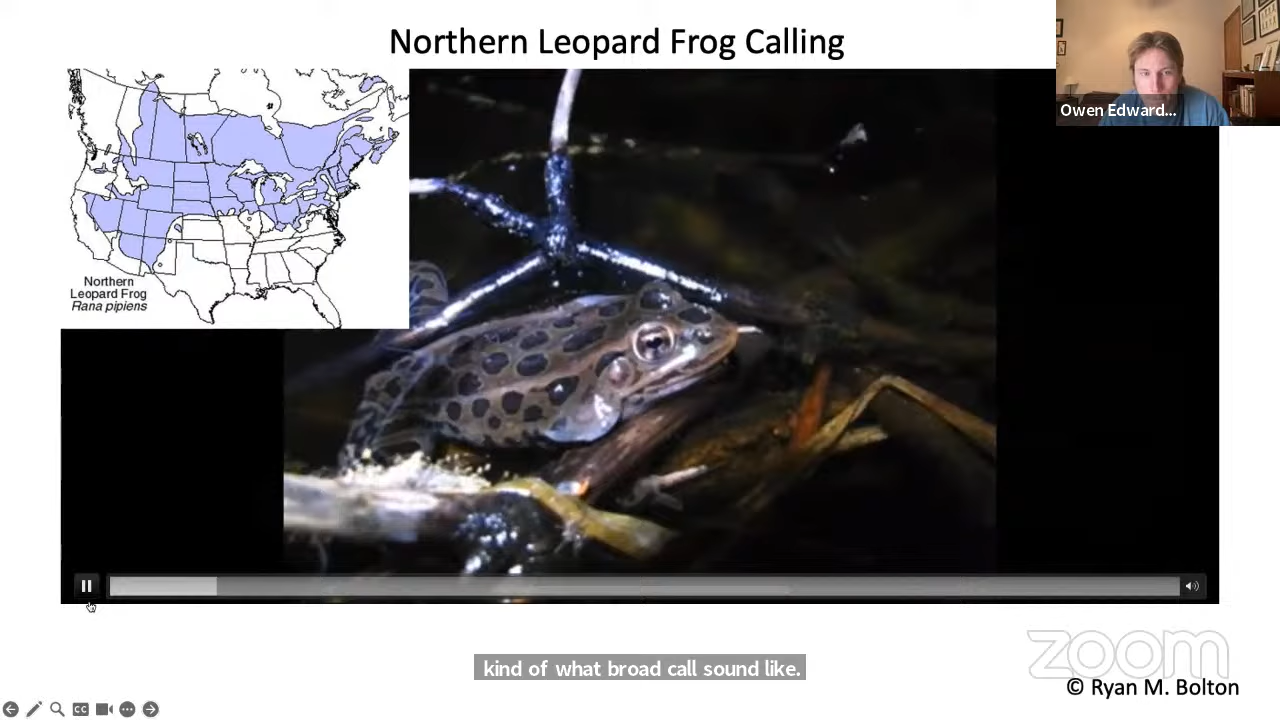 Northern Leopard Frog Calling
Owen Edward...
Northern
Leopard Frog
Rana pipiens
kind of what broad call sound like.
zoom
© Ryan M. Bolton
CC